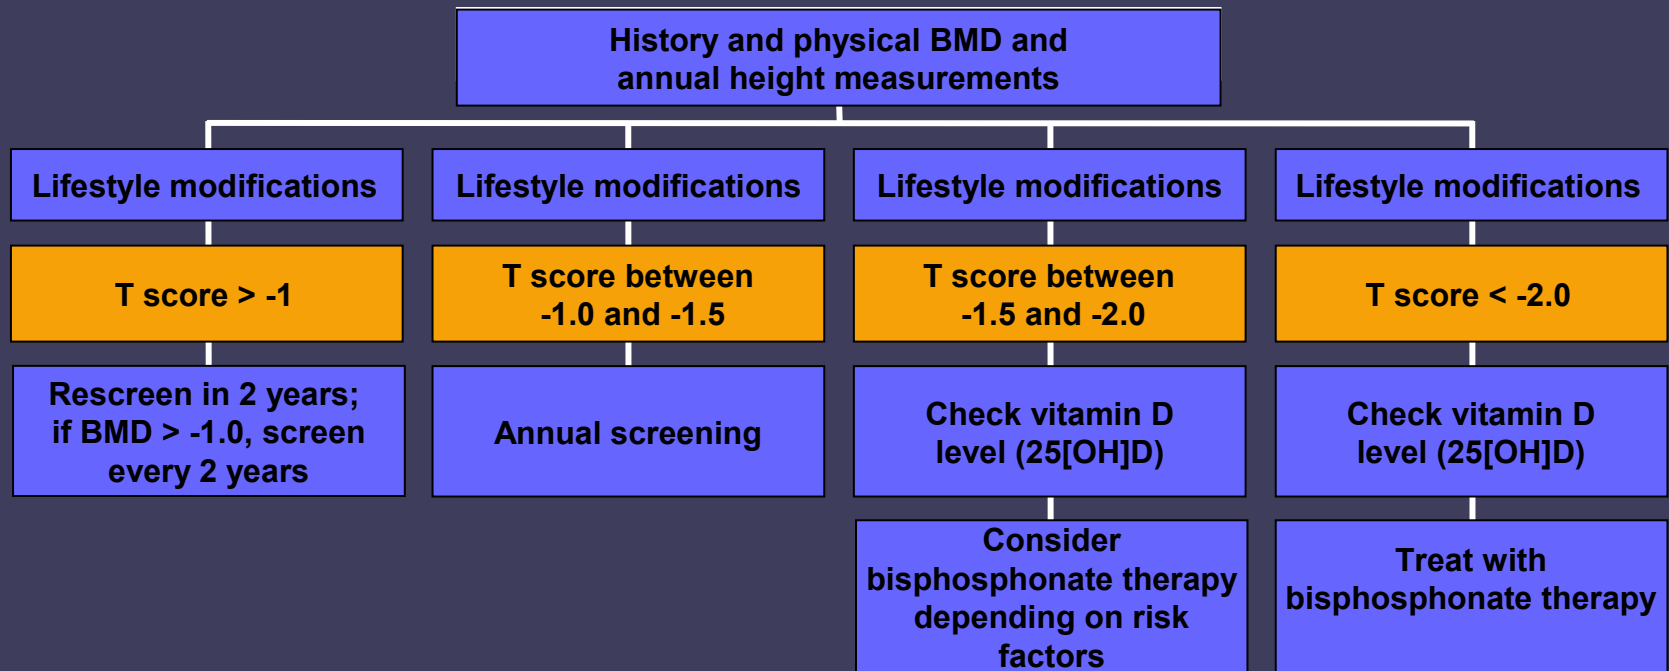 History and physical BMD and
annual height measurements
Lifestyle modifications
Lifestyle modifications
Lifestyle modifications
Lifestyle modifications
T score > -1
T score between
-1.0 and -1.5
T score between
-1.5 and -2.0
T score < -2.0
Rescreen in 2 years;
if BMD > -1.0, screen
every 2 years
Annual screening
Check vitamin D
level (25[OH]D)
Check vitamin D
level (25[OH]D)
Consider
bisphosphonate therapy
depending on risk
factors
Treat with
bisphosphonate therapy